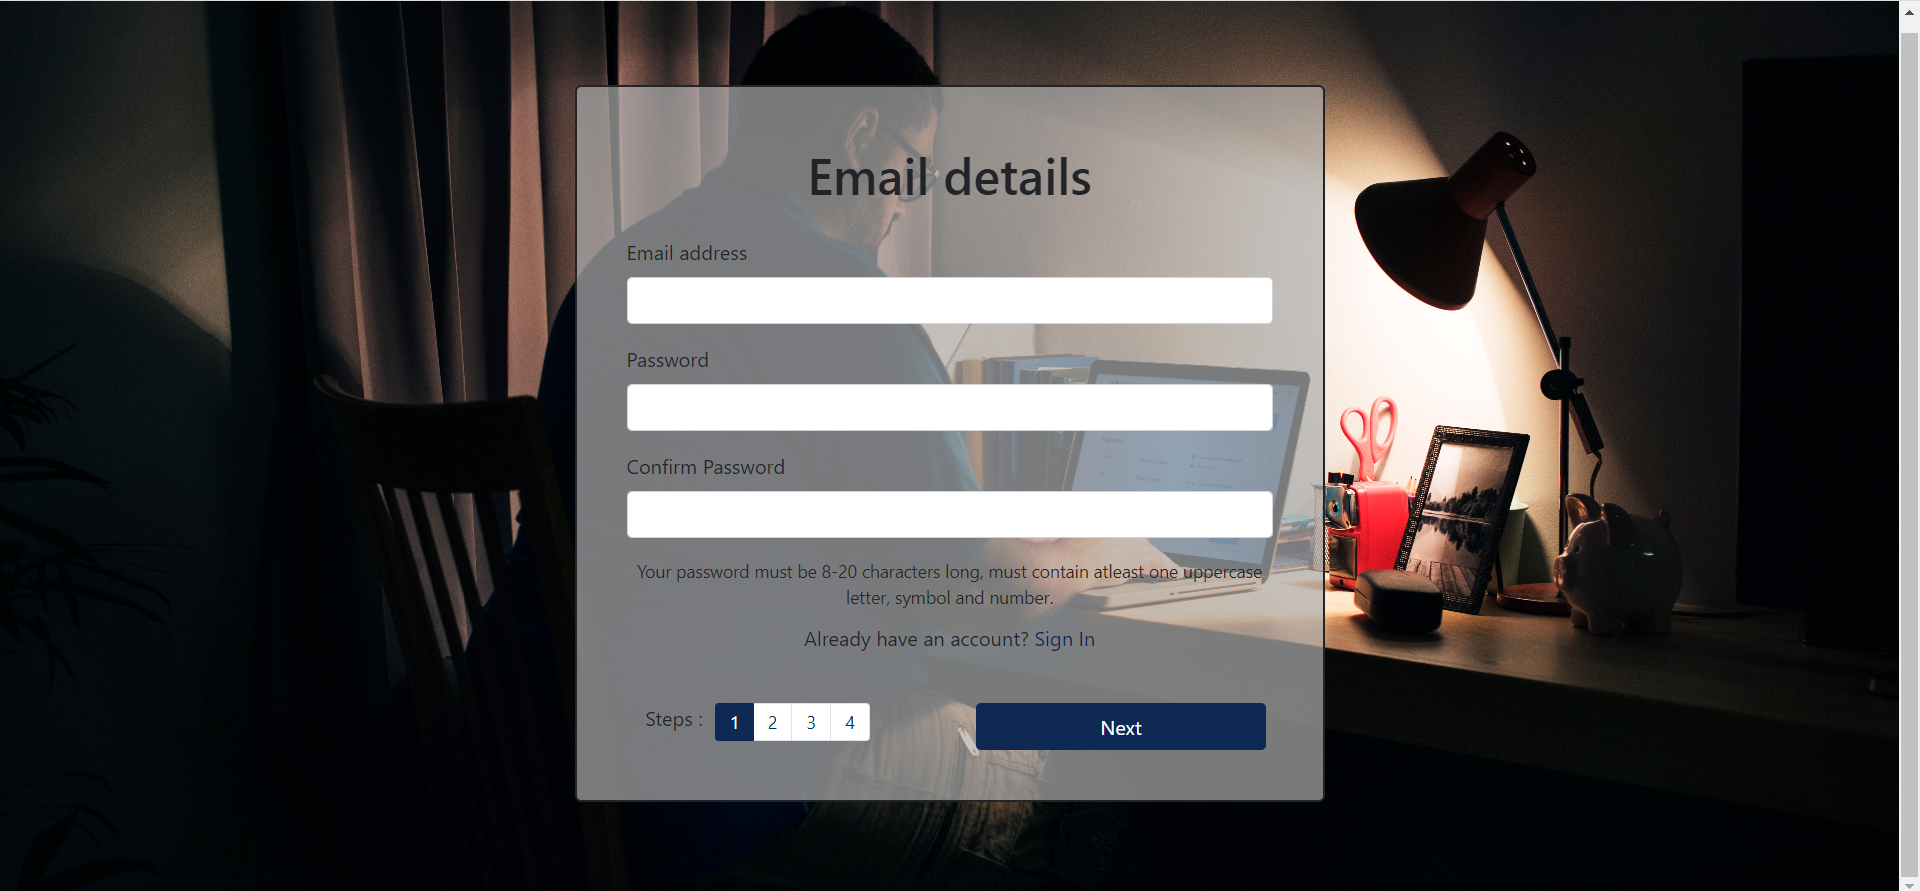 Email details
Email address
Password
Confirm Password
Your password must be 8-20 characters long, must contain atleast one uppercase
letter, symbol and number.
Already have an account? Sign In
Steps : 1 2 3 4
Next